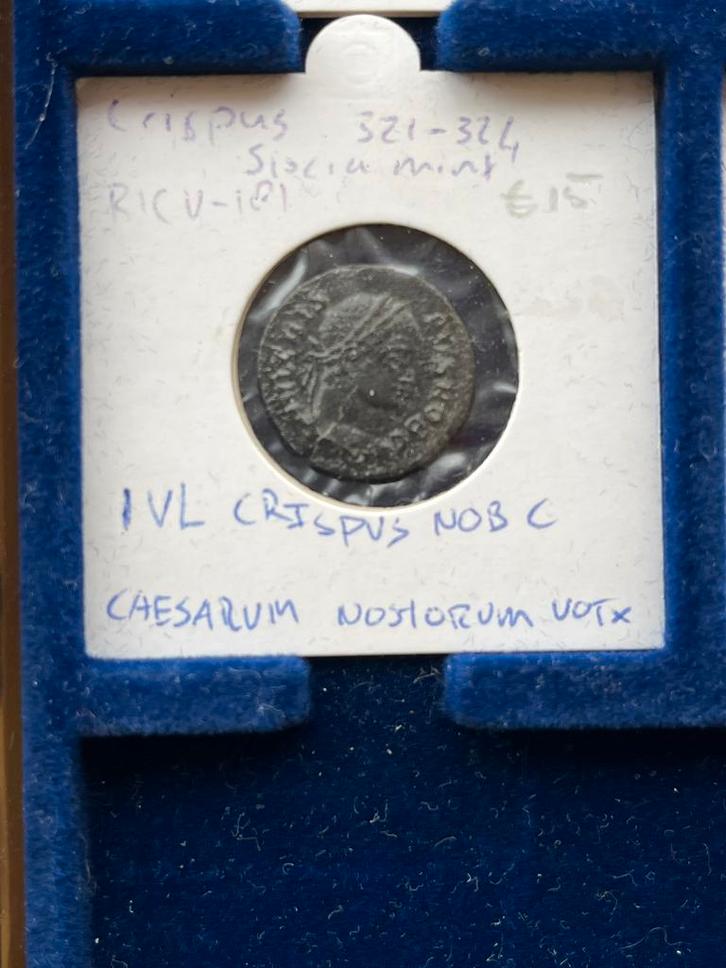 Crispus 321-324
Siscia mint
RIC V-181
€15
IVL CRISPUS NOB C
CAESARUM NOSTORUM VOTX